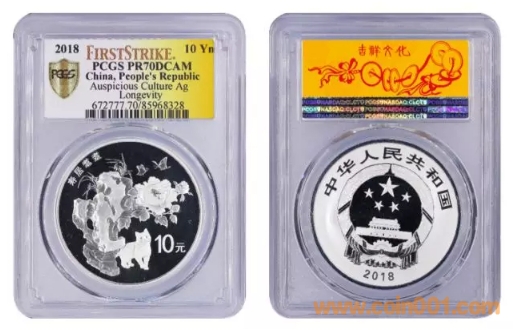 2018 FIRSTSTRIKE 10 Yn
PCGS PR70DCAM
China, People's Republic
Auspicious Culture Ag
Longevity
672777.70/85968328
PCGS
10元
吉祥文化
中华人民共和国
2018
www.coin001.com